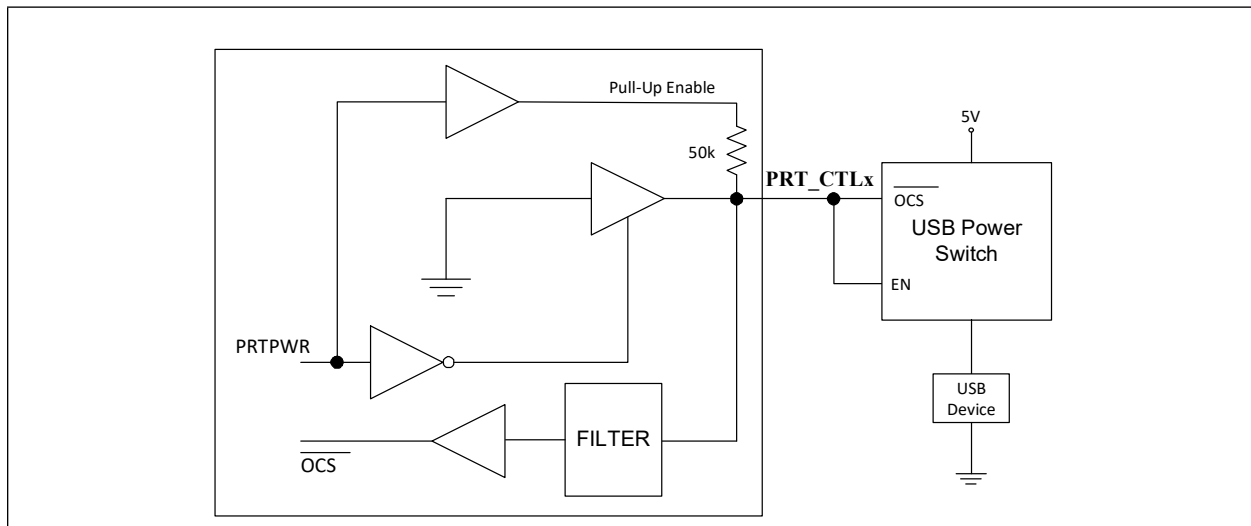 Pull-Up Enable
50k
PRT_CTLx
5V
OCS
USB Power
Switch
EN
PRTPWR
FILTER
OCS
USB
Device